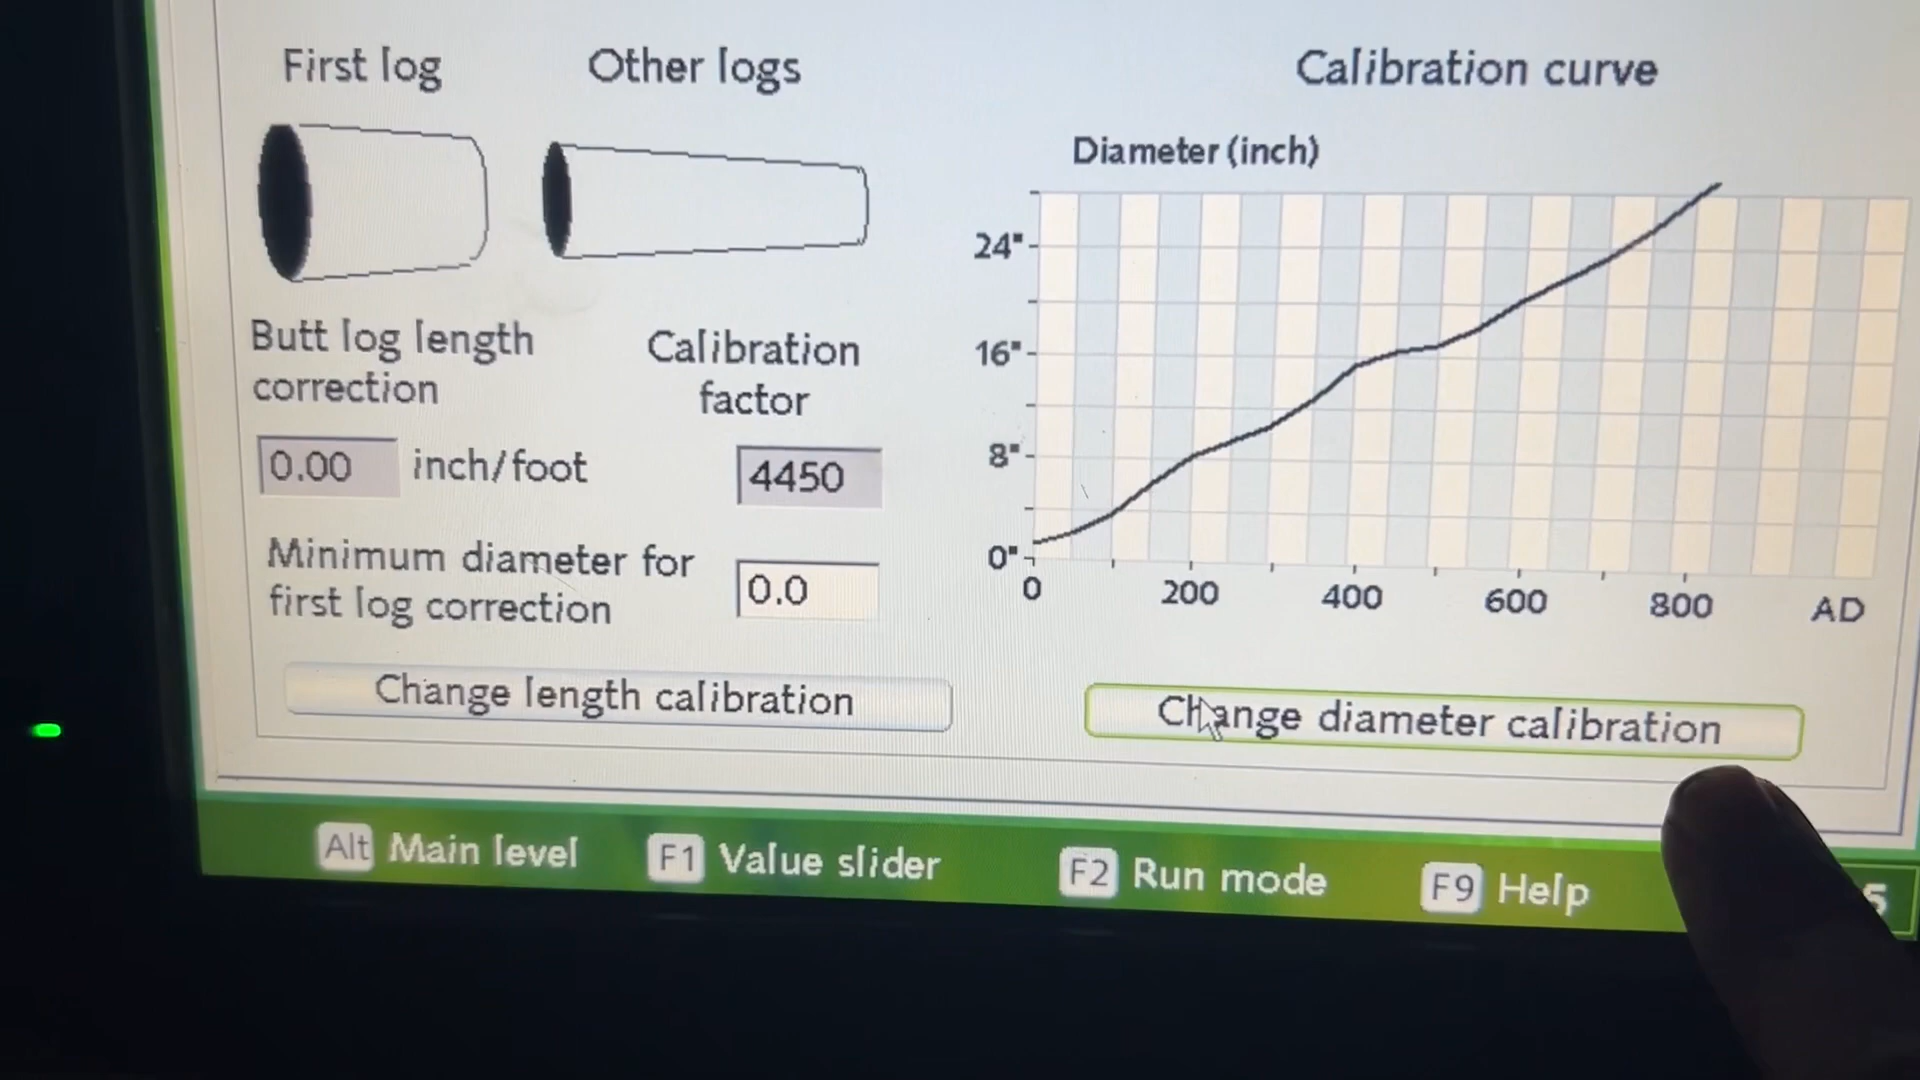 First log
Other logs
Calibration curve
Diameter (inch)
24"
16"
8"
0"
0
200
400
600
800
AD
Butt log length
correction
Calibration
factor
0.00 inch/foot
4450
Minimum diameter for
first log correction
0.0
Change length calibration
Change diameter calibration
Alt Main level
F1 Value slider
F2 Run mode
F9 Help
5